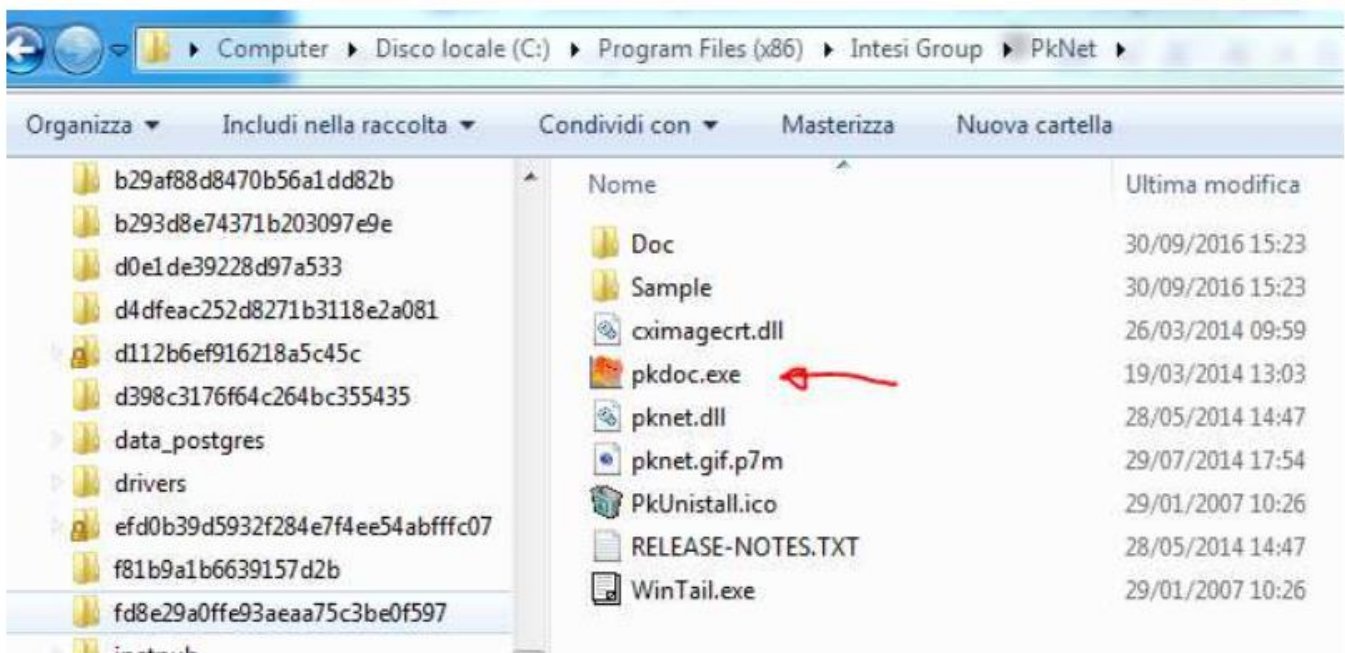 Computer ▸ Disco locale (C:) ▸ Program Files (x86) ▸ Intesi Group ▸ PkNet ▸
Organizza Includi nella raccolta Condividi con Masterizza Nuova cartella
b29af88d8470b56a1dd82b
b293d8e74371b203097e9e
d0e1de39228d97a533
d4dfeac252d8271b3118e2a081
d112b6ef916218a5c45c
d398c3176f64c264bc355435
data_postgres
drivers
efd0b39d5932f284e7f4ee54abfffc07
f81b9a1b6639157d2b
fd8e29a0ffe93aeaa75c3be0f597
Nome Ultima modifica
Doc 30/09/2016 15:23
Sample 30/09/2016 15:23
cximagecrt.dll 26/03/2014 09:59
pkdoc.exe 19/03/2014 13:03
pknet.dll 28/05/2014 14:47
pknet.gif.p7m 29/07/2014 17:54
PkUnistall.ico 29/01/2007 10:26
RELEASE-NOTES.TXT 28/05/2014 14:47
WinTail.exe 29/01/2007 10:26